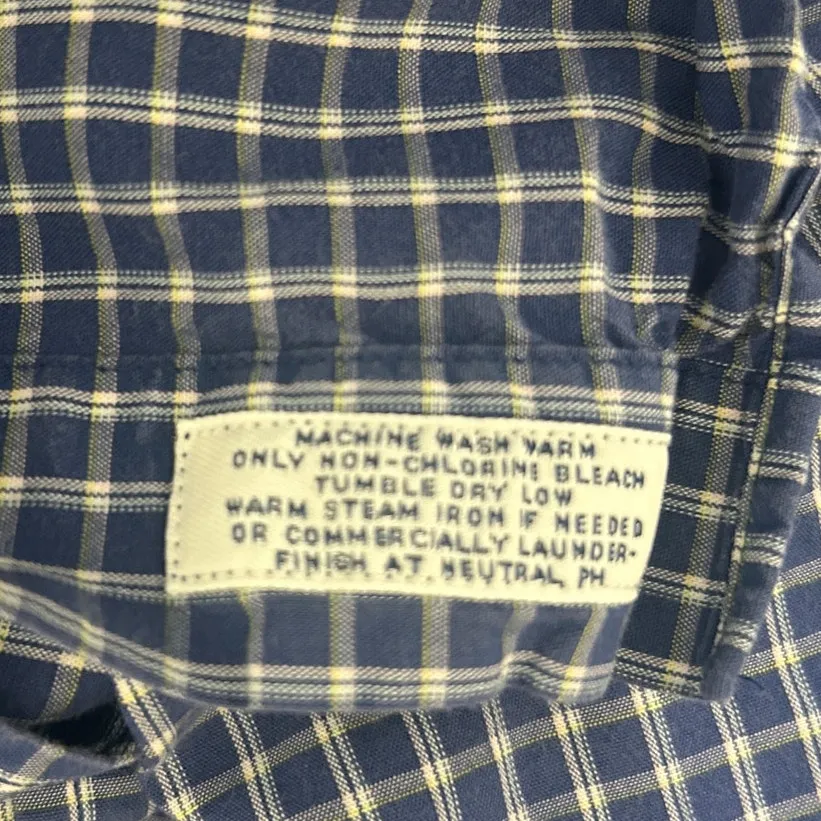 MACHINE WASH WARM
ONLY NON-CHLORINE BLEACH
TUMBLE DRY LOW
WARM STEAM IRON IF NEEDED
OR COMMERCIALLY LAUNDER-
FINISH AT NEUTRAL PH